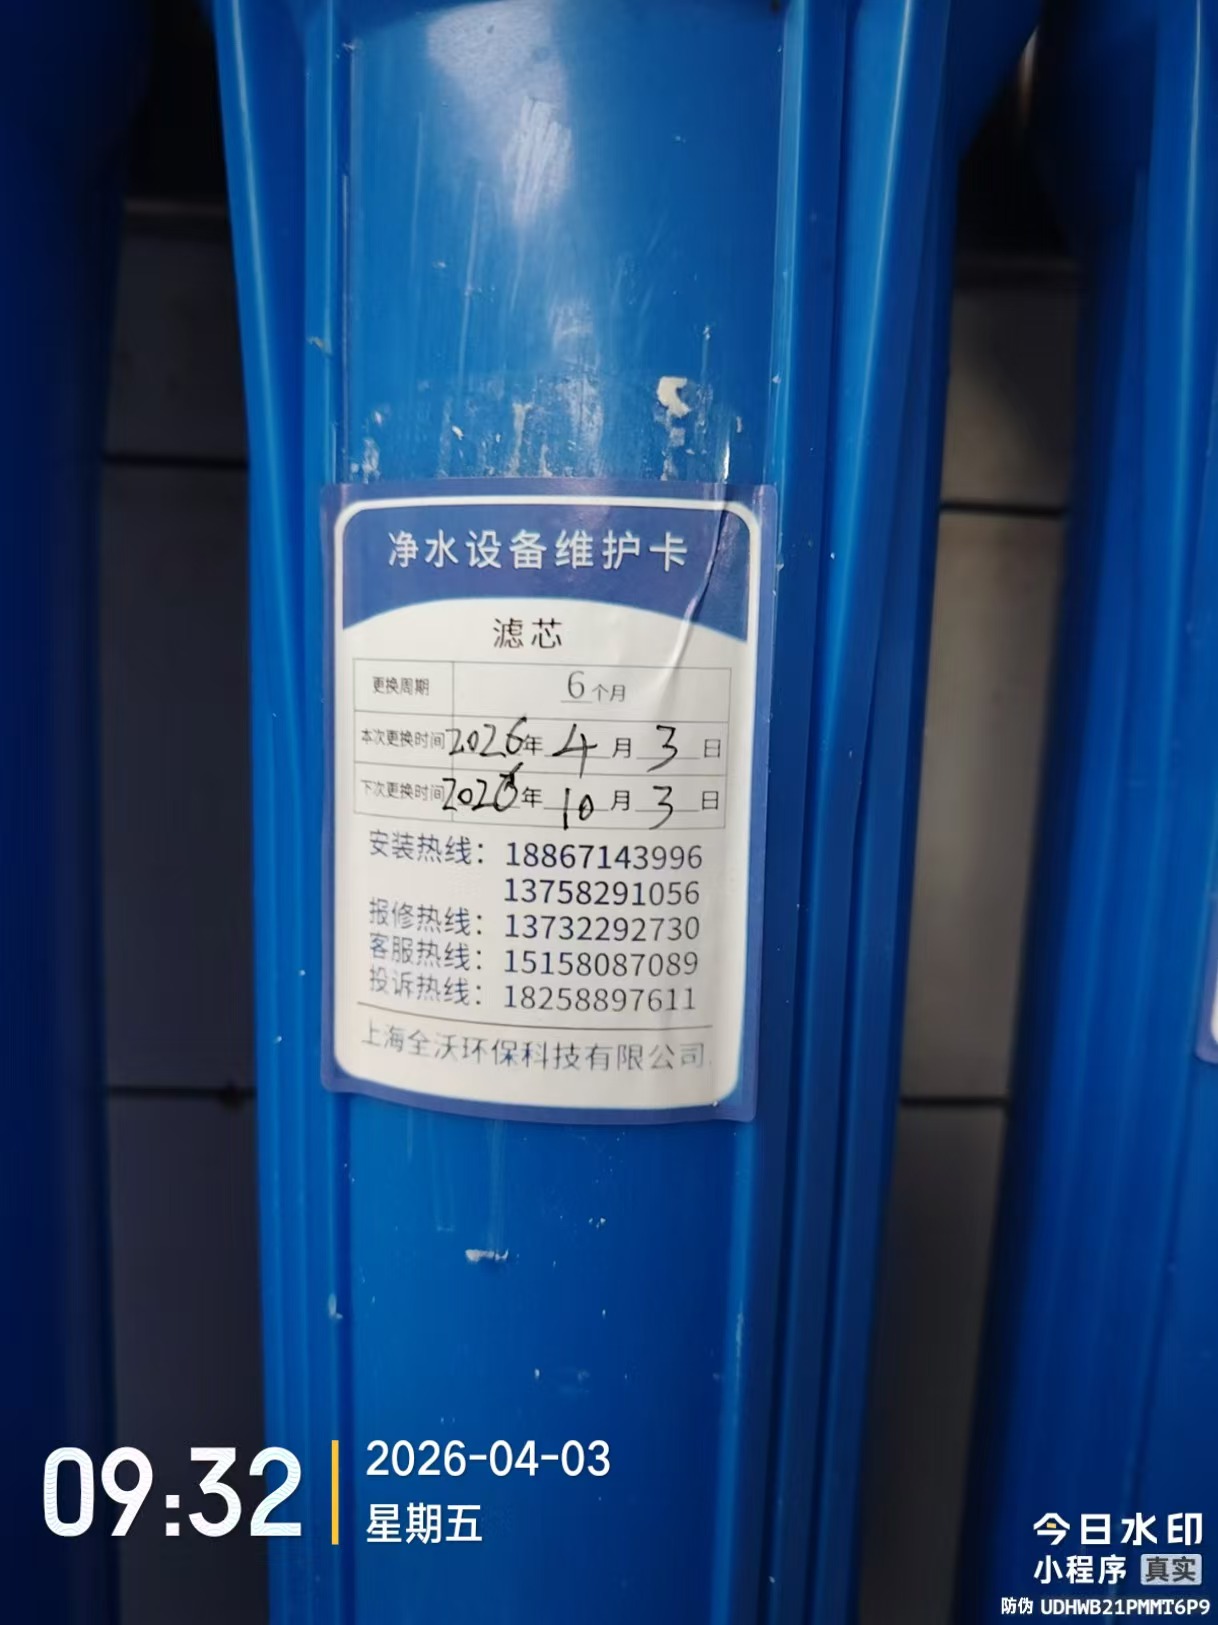 净水设备维护卡
滤芯
更换周期 6个月
本次更换时间 2026年 4月 3日
下次更换时间 2026年 10月 3日
安装热线：18867143996
13758291056
报修热线：13732292730
客服热线：15158087089
投诉热线：18258897611
上海全沃环保科技有限公司
09:32
2026-04-03
星期五
今日水印
小程序 真实
防伪 UDHWB21PMMT6P9